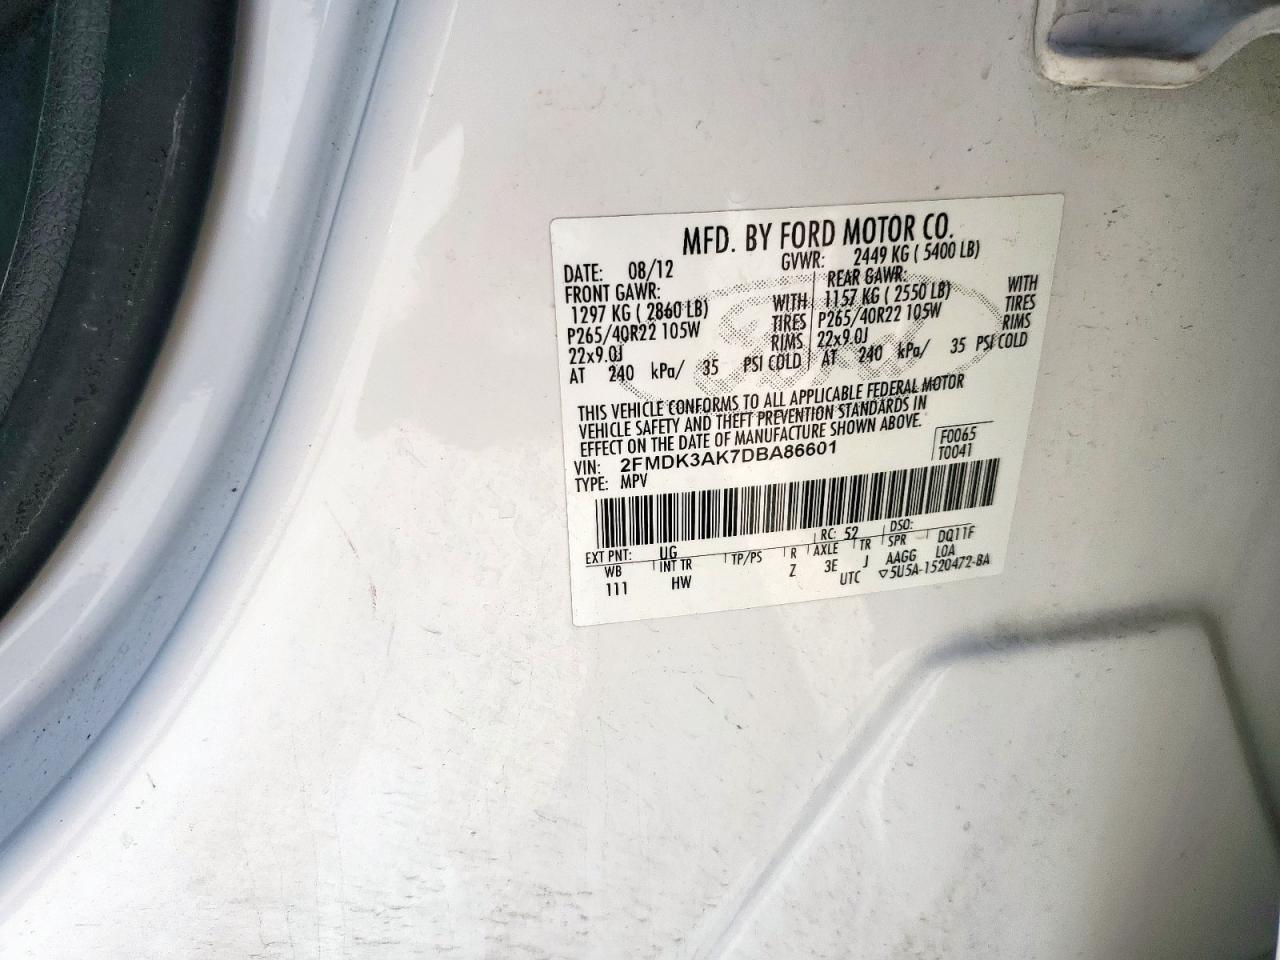 MFD. BY FORD MOTOR CO.
DATE: 08/12 GVWR: 2449 KG ( 5400 LB)
FRONT GAWR: REAR GAWR:
1297 KG ( 2860 LB) WITH 1157 KG ( 2550 LB) WITH
P265/40R22 105W TIRES P265/40R22 105W TIRES
22x9.0J RIMS 22x9.0J RIMS
AT 240 kPa/ 35 PSI COLD AT 240 kPa/ 35 PSI COLD
THIS VEHICLE CONFORMS TO ALL APPLICABLE FEDERAL MOTOR
VEHICLE SAFETY AND THEFT PREVENTION STANDARDS IN
EFFECT ON THE DATE OF MANUFACTURE SHOWN ABOVE.
VIN: 2FMDK3AK7DBA86601 F0065
TYPE: MPV T0041
EXT PNT: UG RC: 52 DSO:
WB INT TR TP/PS R AXLE TR SPR DQ11F
111 HW Z 3E J AAGG LOA
UTC ▽5U5A-1520472-BA